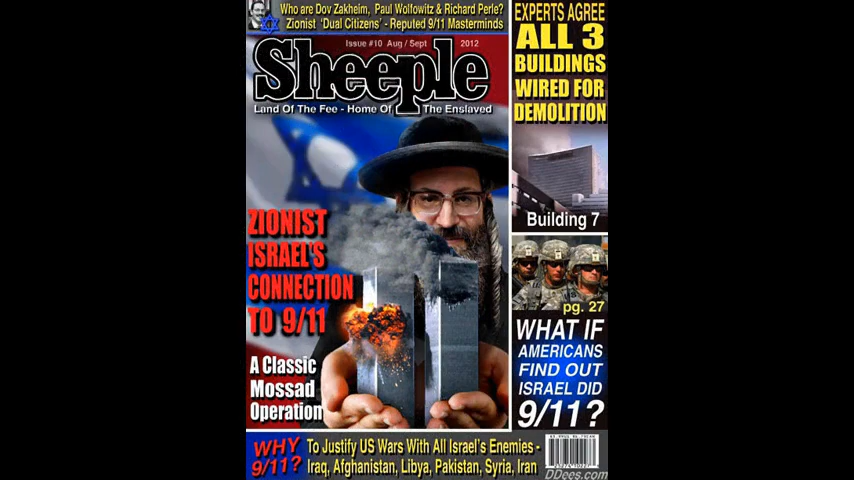 Who are Dov Zakheim, Paul Wolfowitz & Richard Perle?
Zionist 'Dual Citizens' - Reputed 9/11 Masterminds
Issue #10 Aug / Sept 2012
Sheeple
Land Of The Fee - Home Of The Enslaved
ZIONIST
ISRAEL'S
CONNECTION
TO 9/11
A Classic
Mossad
Operation
EXPERTS AGREE
ALL 3
BUILDINGS
WIRED FOR
DEMOLITION
Building 7
pg. 27
WHAT IF
AMERICANS
FIND OUT
ISRAEL DID
9/11?
WHY
9/11?
To Justify US Wars With All Israel's Enemies -
Iraq, Afghanistan, Libya, Pakistan, Syria, Iran
DDees.com